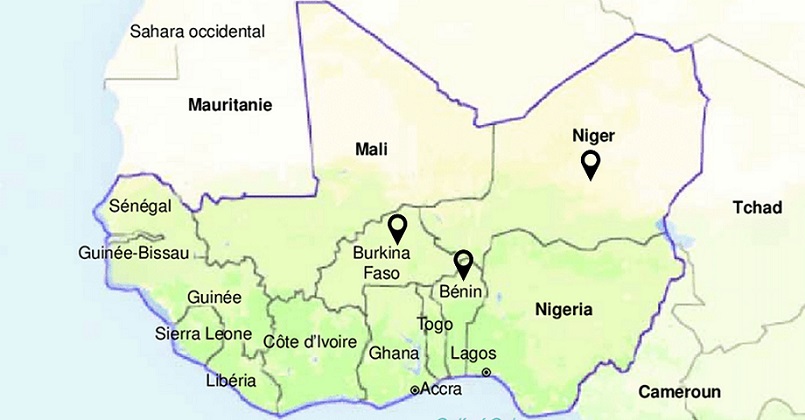 Sahara occidental
Mauritanie
Mali
Niger
Sénégal
Tchad
Guinée-Bissau
Burkina
Faso
Bénin
Guinée
Nigeria
Sierra Leone
Côte d'Ivoire
Togo
Ghana
Lagos
Libéria
Accra
Cameroun